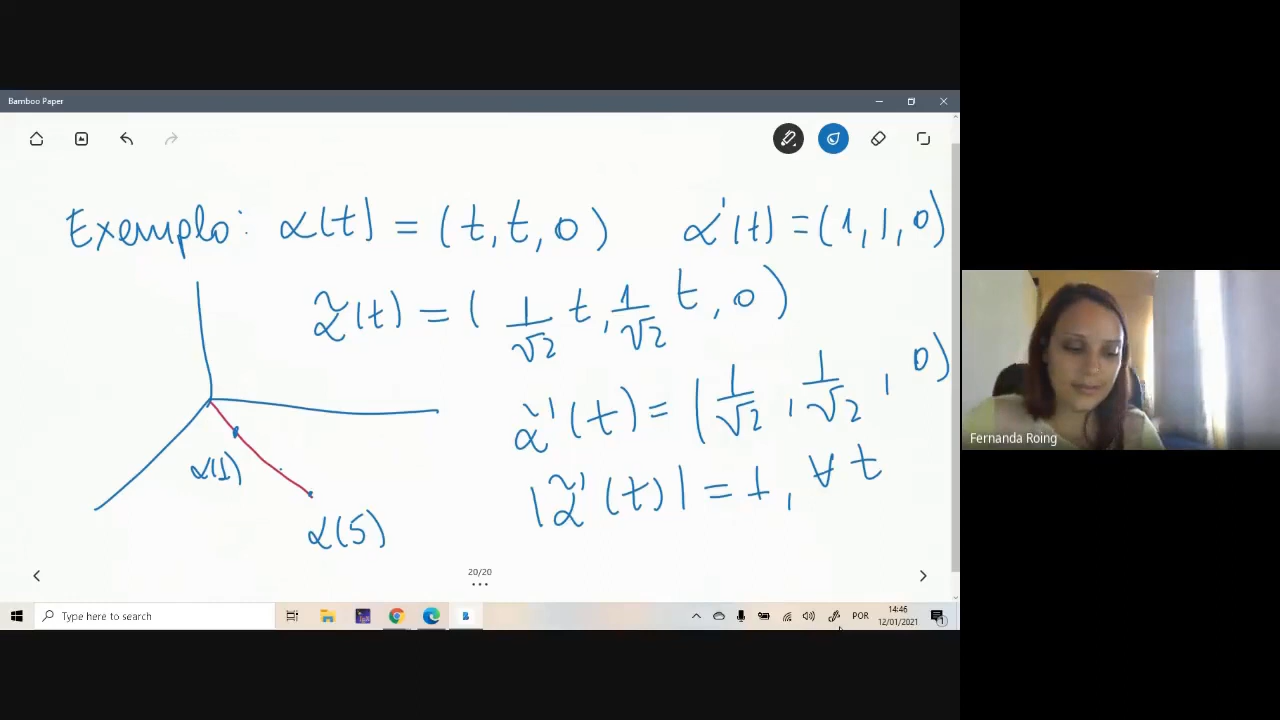 Bamboo Paper
Exemplo: α(t) = (t, t, 0) α'(t) = (1, 1, 0)
α̃(t) = ( 1/√2 t, 1/√2 t, 0 )
α̃'(t) = ( 1/√2 , 1/√2 , 0)
|α̃'(t)| = 1, ∀ t
α(1)
α(5)
Fernanda Roing
20/20
Type here to search
POR
14:46
12/01/2021
1